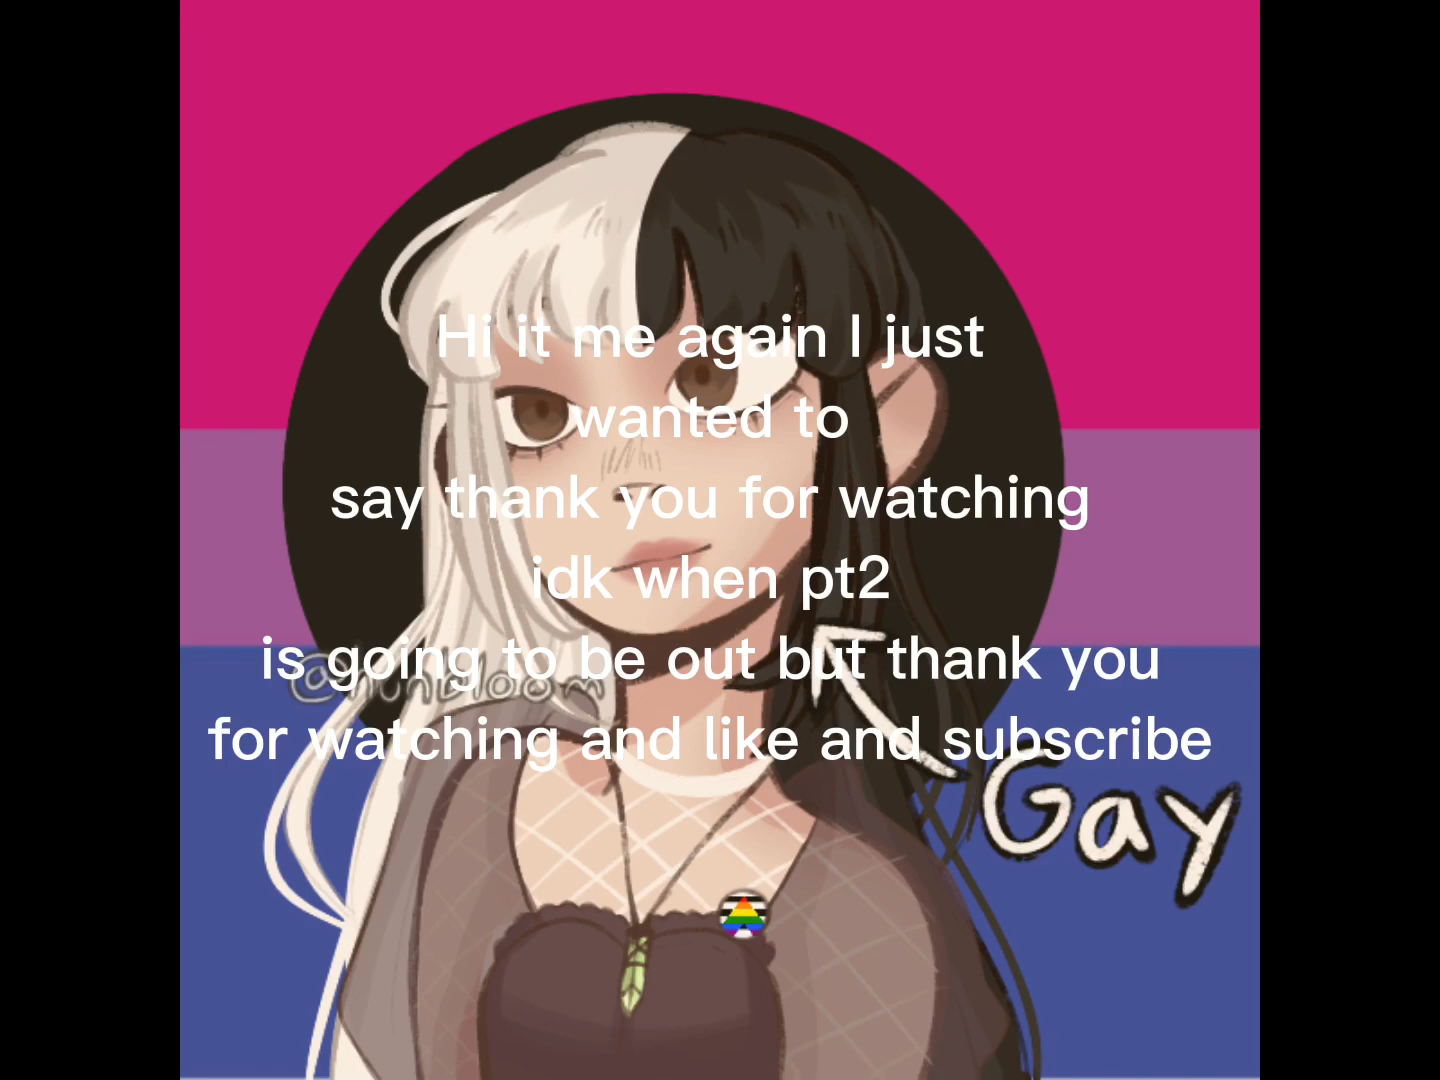 Hi it me again I just
wanted to
say thank you for watching
idk when pt2
is going to be out but thank you
for watching and like and subscribe
Gay